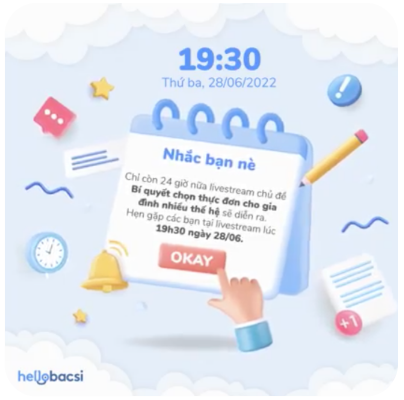 19:30
Thứ ba, 28/06/2022
Nhắc bạn nè
Chỉ còn 24 giờ nữa livestream chủ đề
Bí quyết chọn thực đơn cho gia
đình nhiều thế hệ sẽ diễn ra.
Hẹn gặp các bạn tại livestream lúc
19h30 ngày 28/06.
OKAY
+1
hellobacsi